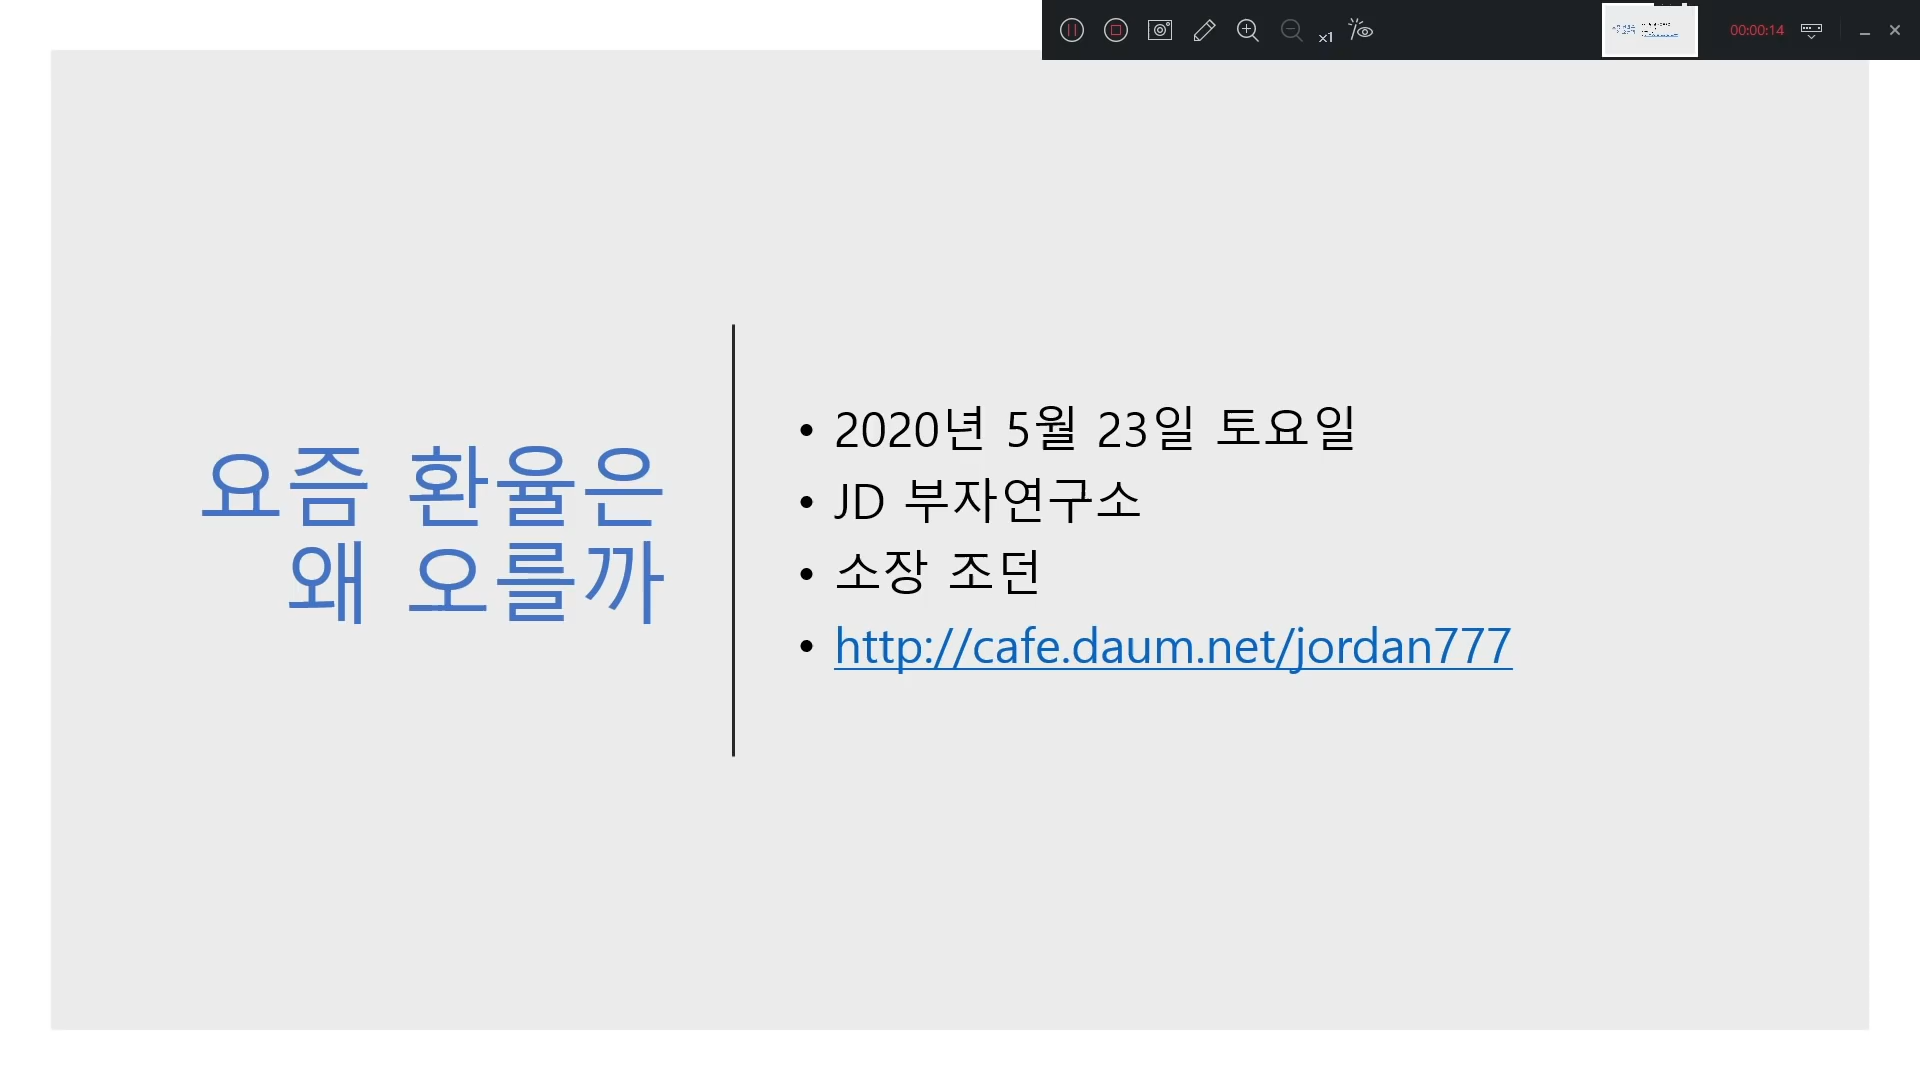 x1
00:00:14
요즘 환율은
왜 오를까
• 2020년 5월 23일 토요일
• JD 부자연구소
• 소장 조던
• http://cafe.daum.net/jordan777